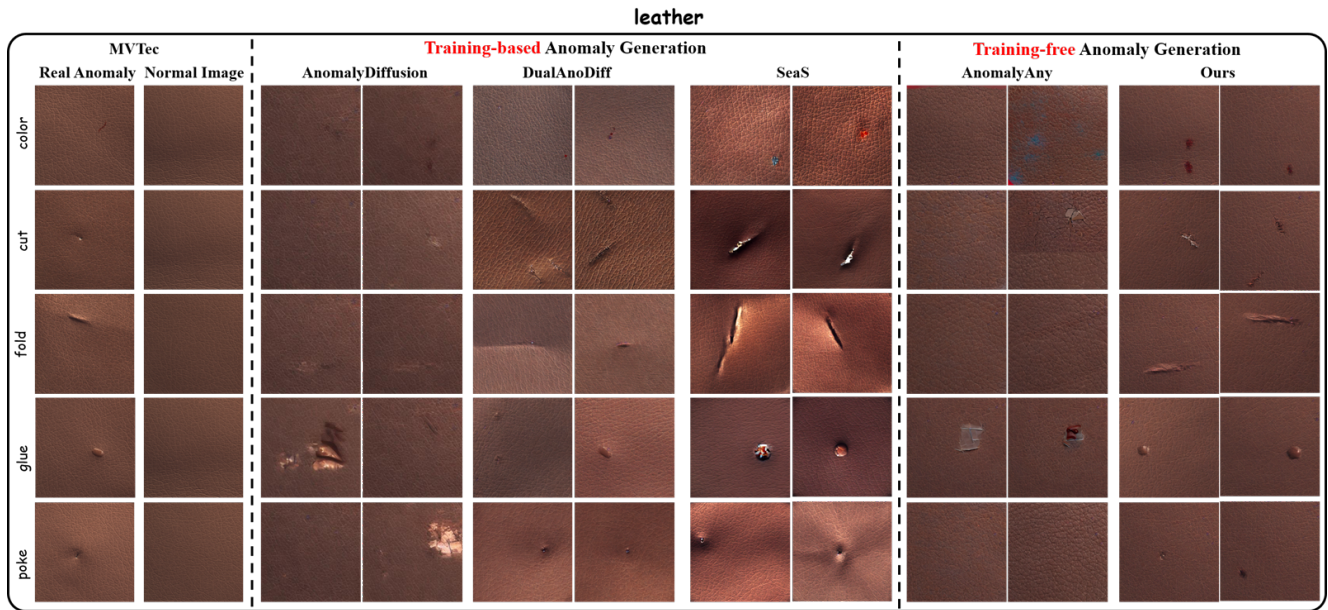 leather
MVTec
Training-based Anomaly Generation
Training-free Anomaly Generation
Real Anomaly
Normal Image
AnomalyDiffusion
DualAnoDiff
SeaS
AnomalyAny
Ours
color
cut
fold
glue
poke